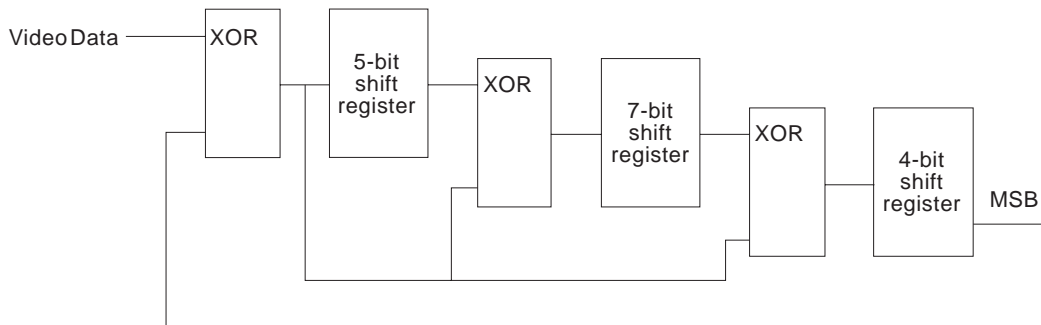 Video Data
XOR
5-bit
shift
register
XOR
7-bit
shift
register
XOR
4-bit
shift
register
MSB